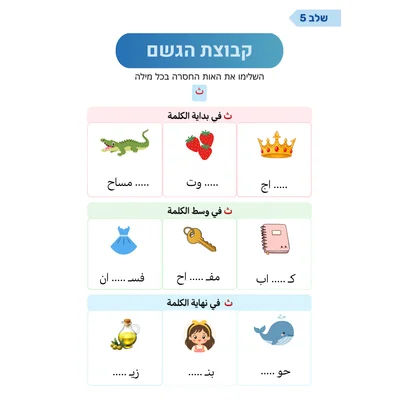 שלב 5
קבוצת הגשם
השלימו את האות החסרה בכל מילה
ث
ث في بداية الكلمة
..... اج ..... وت ..... مساح
ث في وسط الكلمة
كـ ..... اب مفـ ..... اح فسـ ..... ان
ث في نهاية الكلمة
حو ..... بنـ ..... زيـ .....